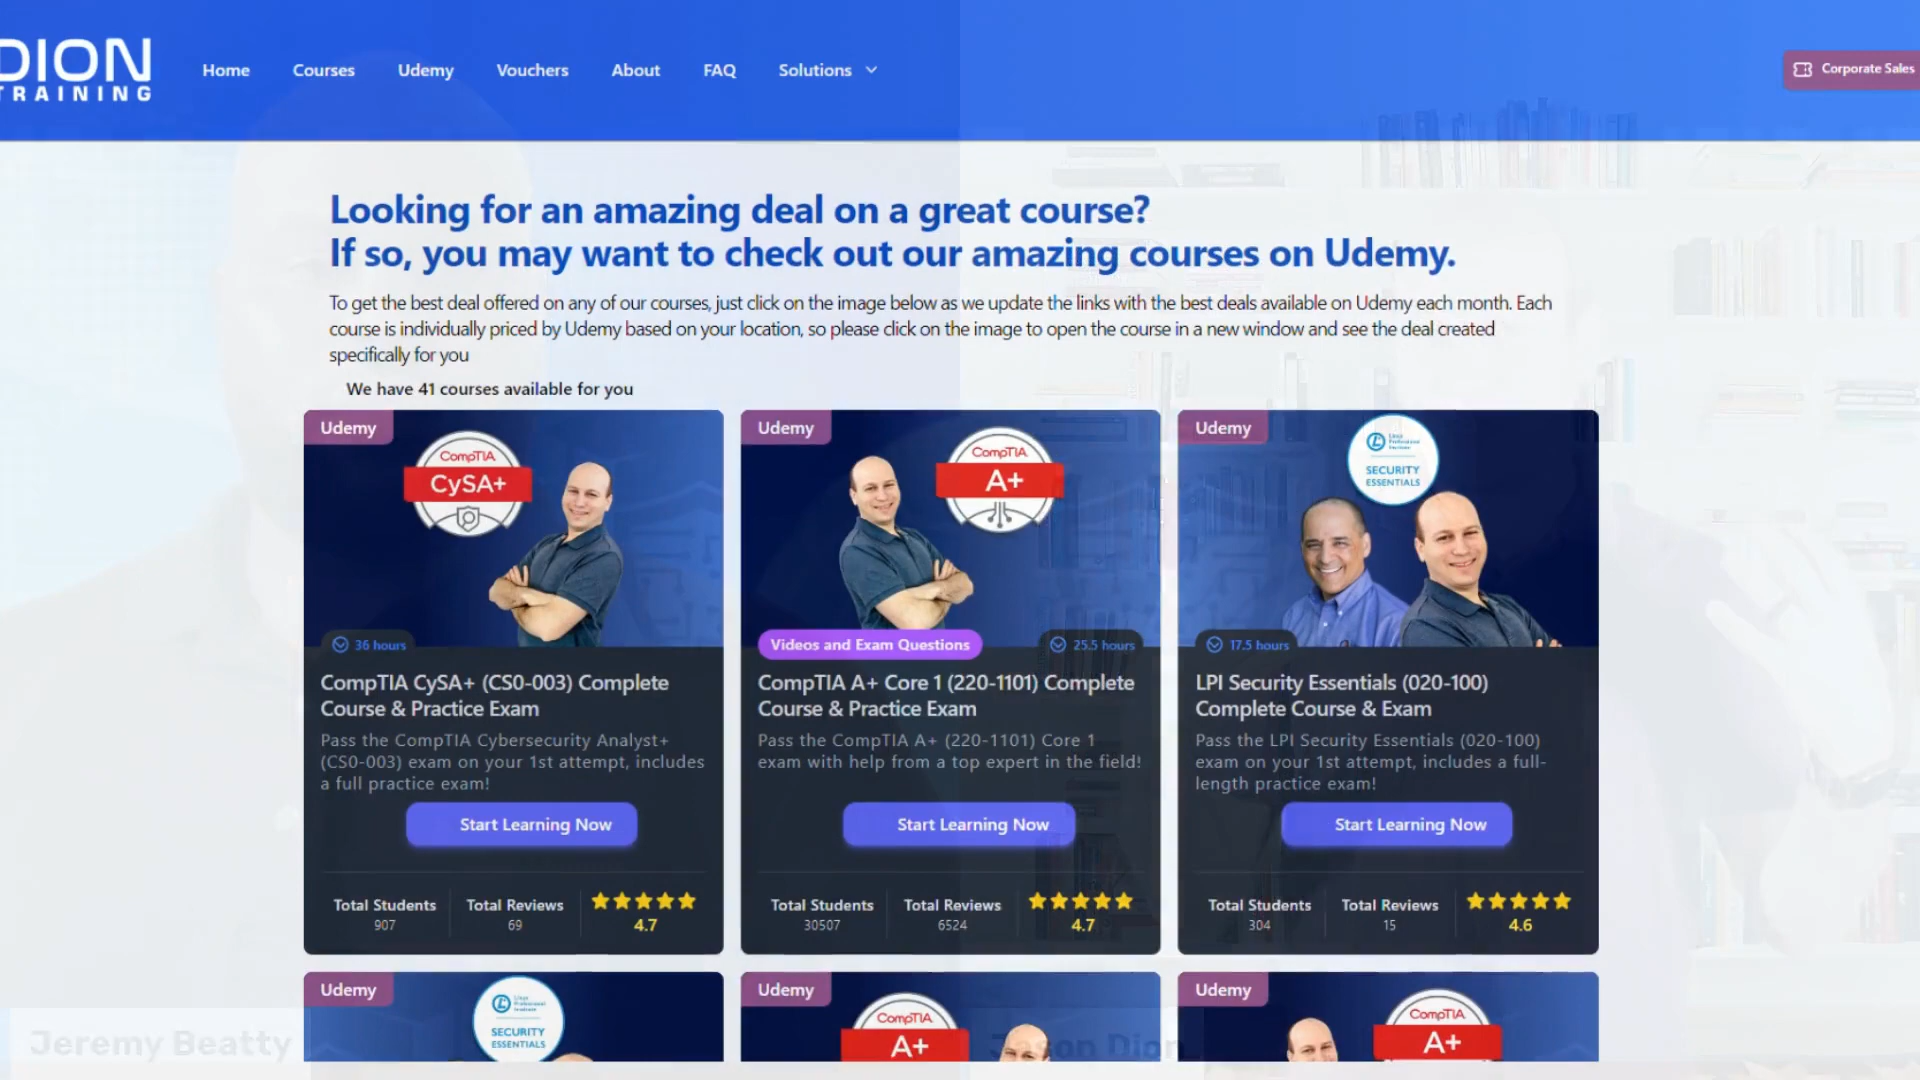 DION
TRAINING
Home
Courses
Udemy
Vouchers
About
FAQ
Solutions
Corporate Sales
Looking for an amazing deal on a great course?
If so, you may want to check out our amazing courses on Udemy.
To get the best deal offered on any of our courses, just click on the image below as we update the links with the best deals available on Udemy each month. Each
course is individually priced by Udemy based on your location, so please click on the image to open the course in a new window and see the deal created
specifically for you
We have 41 courses available for you
Udemy
CompTIA
CySA+
36 hours
CompTIA CySA+ (CS0-003) Complete
Course & Practice Exam
Pass the CompTIA Cybersecurity Analyst+
(CS0-003) exam on your 1st attempt, includes
a full practice exam!
Start Learning Now
Total Students
907
Total Reviews
69
4.7
Udemy
CompTIA
A+
Videos and Exam Questions
25.5 hours
CompTIA A+ Core 1 (220-1101) Complete
Course & Practice Exam
Pass the CompTIA A+ (220-1101) Core 1
exam with help from a top expert in the field!
Start Learning Now
Total Students
30507
Total Reviews
6524
4.7
Udemy
Linux
Professional
Institute
SECURITY
ESSENTIALS
17.5 hours
LPI Security Essentials (020-100)
Complete Course & Exam
Pass the LPI Security Essentials (020-100)
exam on your 1st attempt, includes a full-
length practice exam!
Start Learning Now
Total Students
304
Total Reviews
15
4.6
Udemy
Linux
Professional
Institute
SECURITY
ESSENTIALS
Udemy
CompTIA
A+
Udemy
CompTIA
A+
Jeremy Beatty
Jason Dion